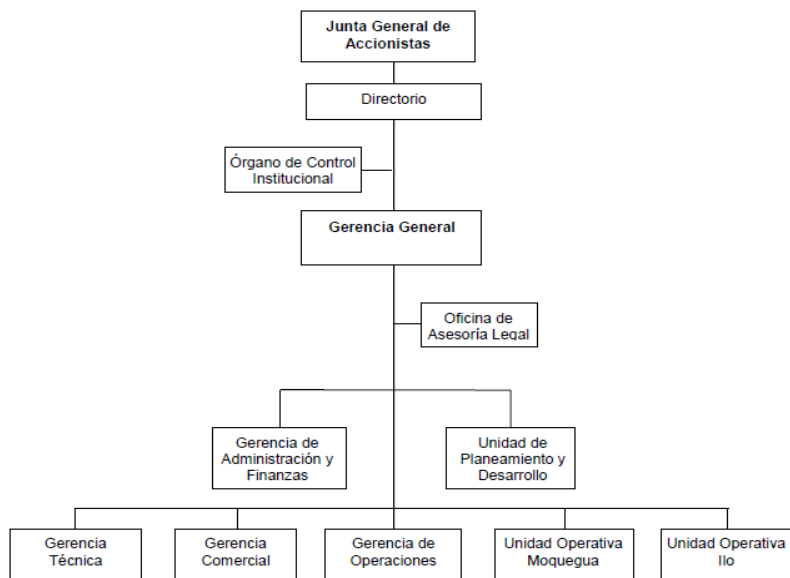 Junta General de
Accionistas
Directorio
Órgano de Control
Institucional
Gerencia General
Oficina de
Asesoría Legal
Gerencia de
Administración y
Finanzas
Unidad de
Planeamiento y
Desarrollo
Gerencia
Técnica
Gerencia
Comercial
Gerencia de
Operaciones
Unidad Operativa
Moquegua
Unidad Operativa
Ilo